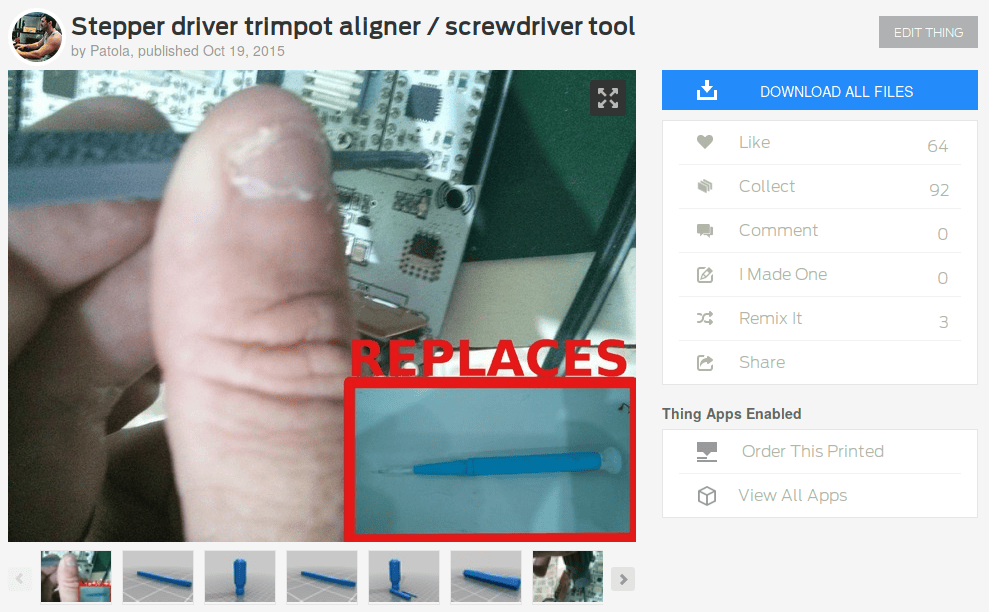 Stepper driver trimpot aligner / screwdriver tool
by Patola, published Oct 19, 2015
EDIT THING
REPLACES
DOWNLOAD ALL FILES
Like 64
Collect 92
Comment 0
I Made One 0
Remix It 3
Share
Thing Apps Enabled
Order This Printed
View All Apps